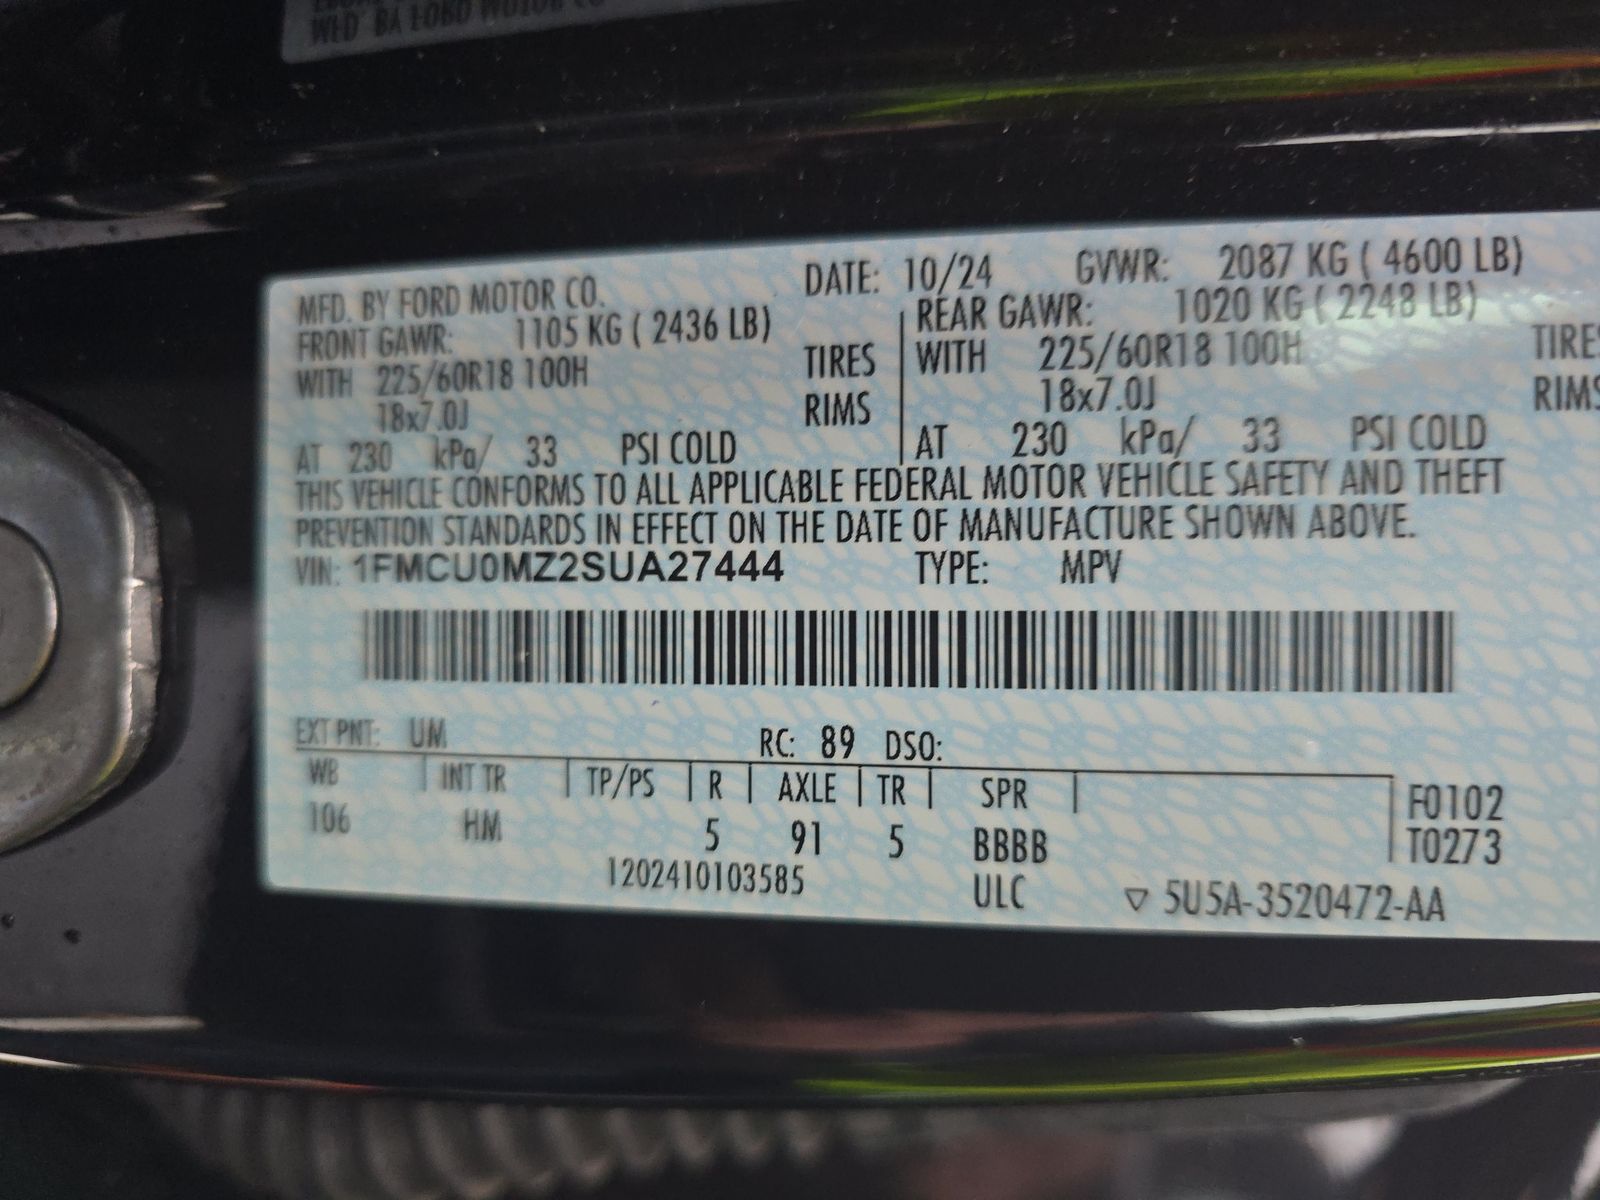 WLD BA FORD MOTOR CO
MFD. BY FORD MOTOR CO. DATE: 10/24 GVWR: 2087 KG ( 4600 LB)
FRONT GAWR: 1105 KG ( 2436 LB) REAR GAWR: 1020 KG ( 2248 LB)
WITH 225/60R18 100H TIRES WITH 225/60R18 100H TIRES
18x7.0J RIMS 18x7.0J RIMS
AT 230 kPa/ 33 PSI COLD AT 230 kPa/ 33 PSI COLD
THIS VEHICLE CONFORMS TO ALL APPLICABLE FEDERAL MOTOR VEHICLE SAFETY AND THEFT
PREVENTION STANDARDS IN EFFECT ON THE DATE OF MANUFACTURE SHOWN ABOVE.
VIN: 1FMCU0MZ2SUA27444 TYPE: MPV
EXT PNT: UM RC: 89 DSO:
WB INT TR TP/PS R AXLE TR SPR F0102
106 HM 5 91 5 BBBB T0273
1202410103585 ULC ▽ 5U5A-3520472-AA